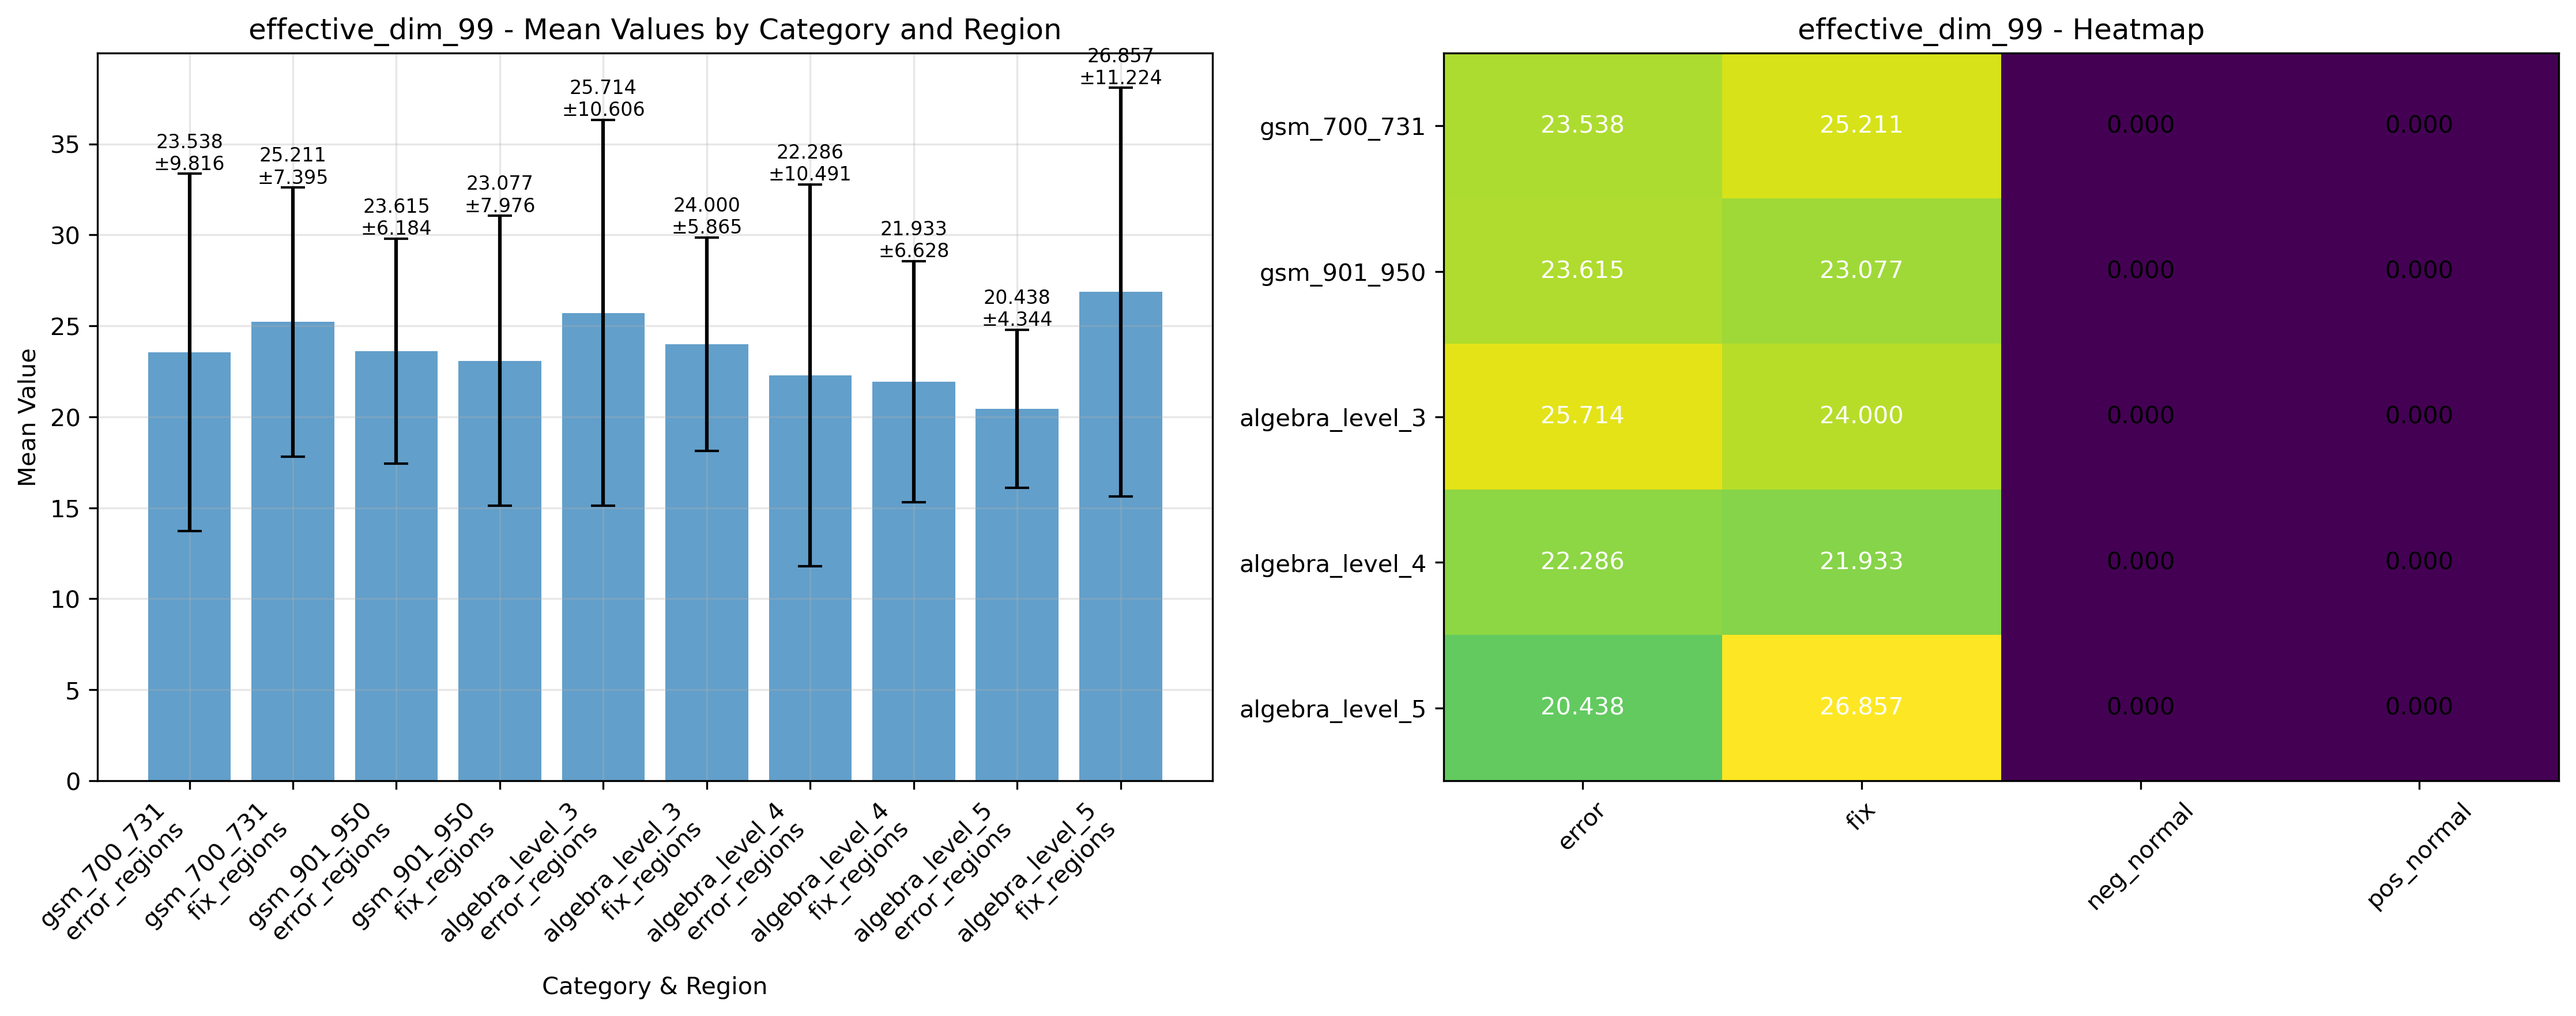 effective_dim_99 - Mean Values by Category and Region
Mean Value
35
30
25
20
15
10
5
0
23.538
±9.816
25.211
±7.395
23.615
±6.184
23.077
±7.976
25.714
±10.606
24.000
±5.865
22.286
±10.491
21.933
±6.628
20.438
±4.344
26.857
±11.224
gsm_700_731
error_regions
gsm_700_731
fix_regions
gsm_901_950
error_regions
gsm_901_950
fix_regions
algebra_level_3
error_regions
algebra_level_3
fix_regions
algebra_level_4
error_regions
algebra_level_4
fix_regions
algebra_level_5
error_regions
algebra_level_5
fix_regions
Category & Region
effective_dim_99 - Heatmap
gsm_700_731 23.538 25.211 0.000 0.000
gsm_901_950 23.615 23.077 0.000 0.000
algebra_level_3 25.714 24.000 0.000 0.000
algebra_level_4 22.286 21.933 0.000 0.000
algebra_level_5 20.438 26.857 0.000 0.000
error fix neg_normal pos_normal